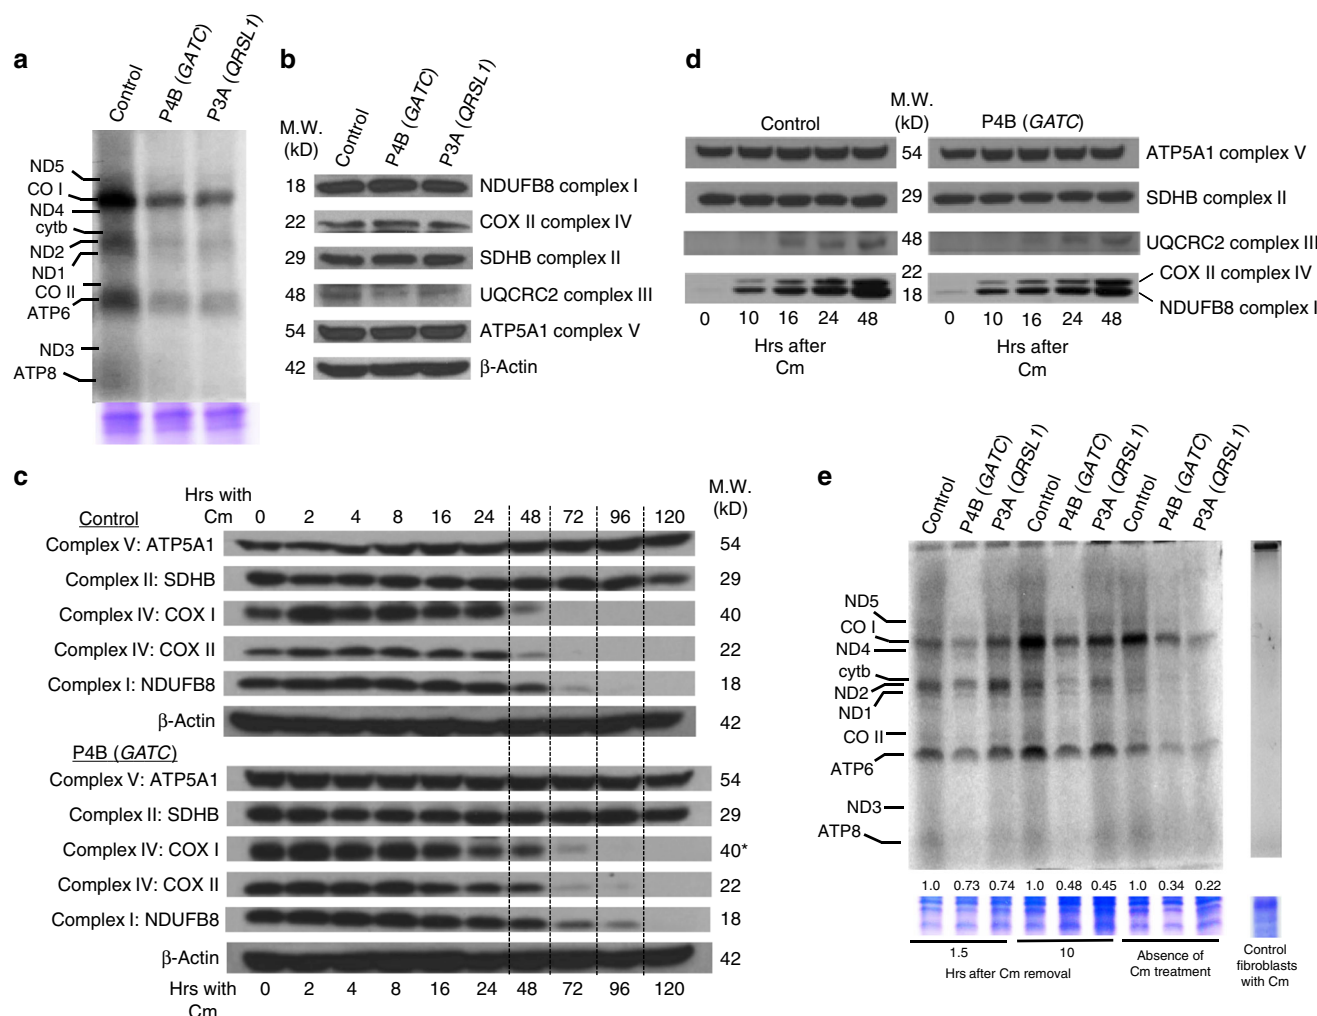 a
Control
P4B (GATC)
P3A (QRSL1)
ND5
CO I
ND4
cytb
ND2
ND1
CO II
ATP6
ND3
ATP8
b
M.W.
(kD)
Control
P4B (GATC)
P3A (QRSL1)
18 NDUFB8 complex I
22 COX II complex IV
29 SDHB complex II
48 UQCRC2 complex III
54 ATP5A1 complex V
42 β-Actin
d
Control
M.W.
(kD)
P4B (GATC)
54 ATP5A1 complex V
29 SDHB complex II
48 UQCRC2 complex III
22 COX II complex IV
18 NDUFB8 complex I
0 10 16 24 48 0 10 16 24 48
Hrs after
Cm
Hrs after
Cm
c
Hrs with
Cm 0 2 4 8 16 24 48 72 96 120
M.W.
(kD)
Control
Complex V: ATP5A1 54
Complex II: SDHB 29
Complex IV: COX I 40
Complex IV: COX II 22
Complex I: NDUFB8 18
β-Actin 42
P4B (GATC)
Complex V: ATP5A1 54
Complex II: SDHB 29
Complex IV: COX I 40*
Complex IV: COX II 22
Complex I: NDUFB8 18
β-Actin 42
Hrs with
Cm
0 2 4 8 16 24 48 72 96 120
e
Control
P4B (GATC)
P3A (QRSL1)
Control
P4B (GATC)
P3A (QRSL1)
Control
P4B (GATC)
P3A (QRSL1)
ND5
CO I
ND4
cytb
ND2
ND1
CO II
ATP6
ND3
ATP8
1.0 0.73 0.74 1.0 0.48 0.45 1.0 0.34 0.22
1.5 10
Hrs after Cm removal
Absence of
Cm treatment
Control
fibroblasts
with Cm